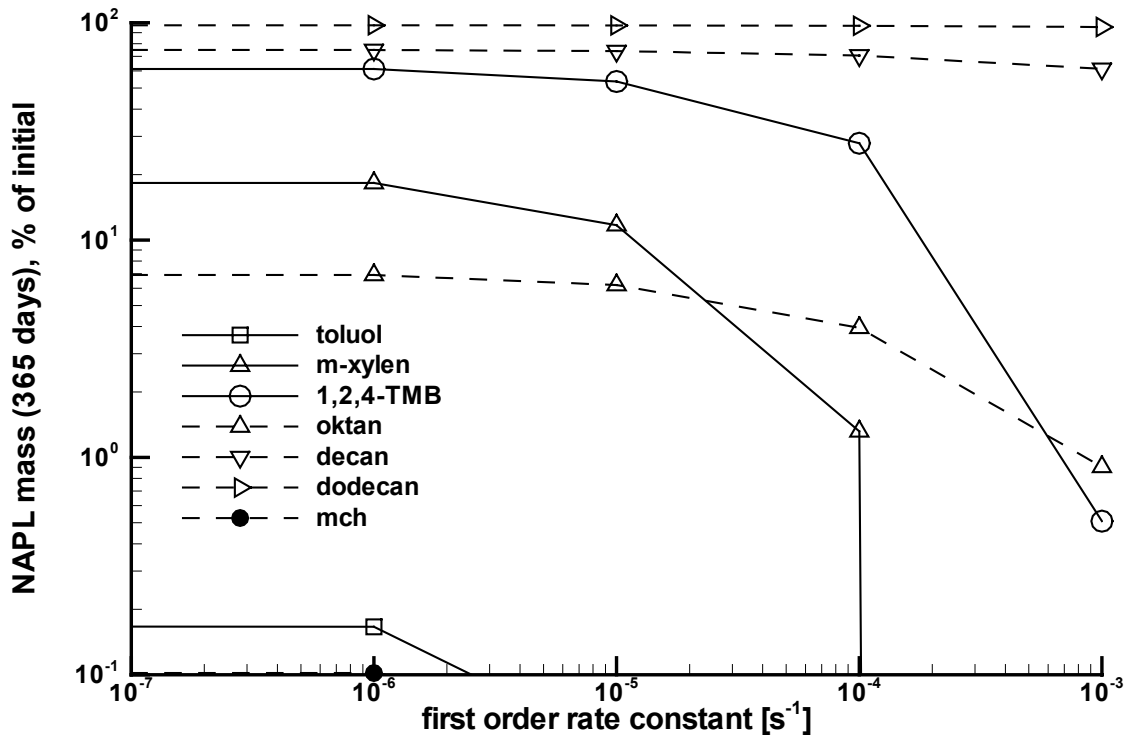 NAPL mass (365 days), % of initial
10²
10¹
10⁰
10⁻¹
toluol
m-xylen
1,2,4-TMB
oktan
decan
dodecan
mch
10⁻⁷ 10⁻⁶ 10⁻⁵ 10⁻⁴ 10⁻³
first order rate constant [s⁻¹]